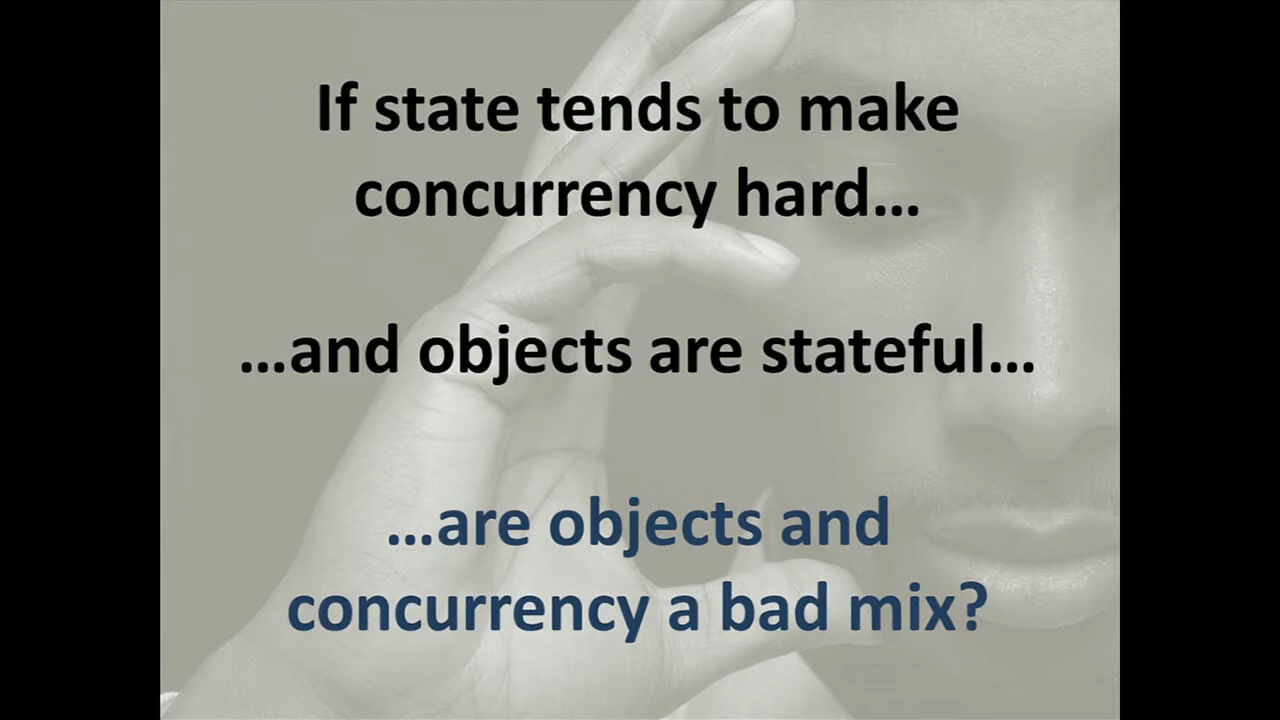 If state tends to make
concurrency hard…
…and objects are stateful…
…are objects and
concurrency a bad mix?